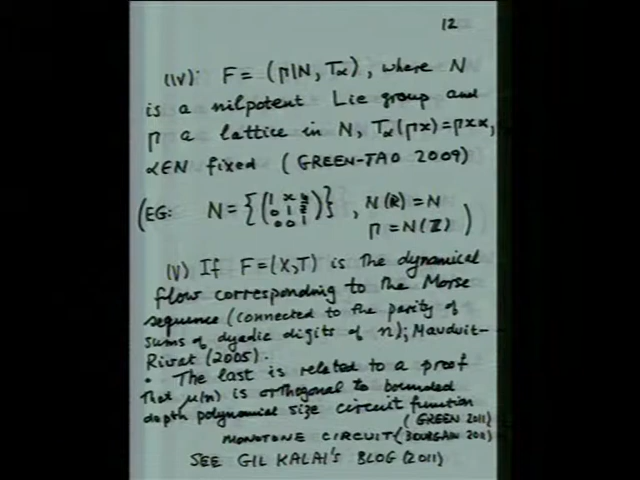 12
(IV): F = (Γ\N, Tα), where N
is a nilpotent Lie group and
Γ a lattice in N, Tα(Γx)=Γxα,
α∈N fixed (GREEN-TAO 2009)
(EG: N = {(1 x z
0 1 y
0 0 1)}, N(R) = N
Γ = N(Z))
(V) If F=(X,T) is the dynamical
flow corresponding to the Morse
sequence (connected to the parity of
sums of dyadic digits of n); Mauduit-
Rivat (2005).
• The last is related to a proof
that μ(n) is orthogonal to bounded
depth polynomial size circuit function
(GREEN 2011)
MONOTONE CIRCUIT (BOURGAIN 2011)
SEE GIL KALAI'S BLOG (2011)